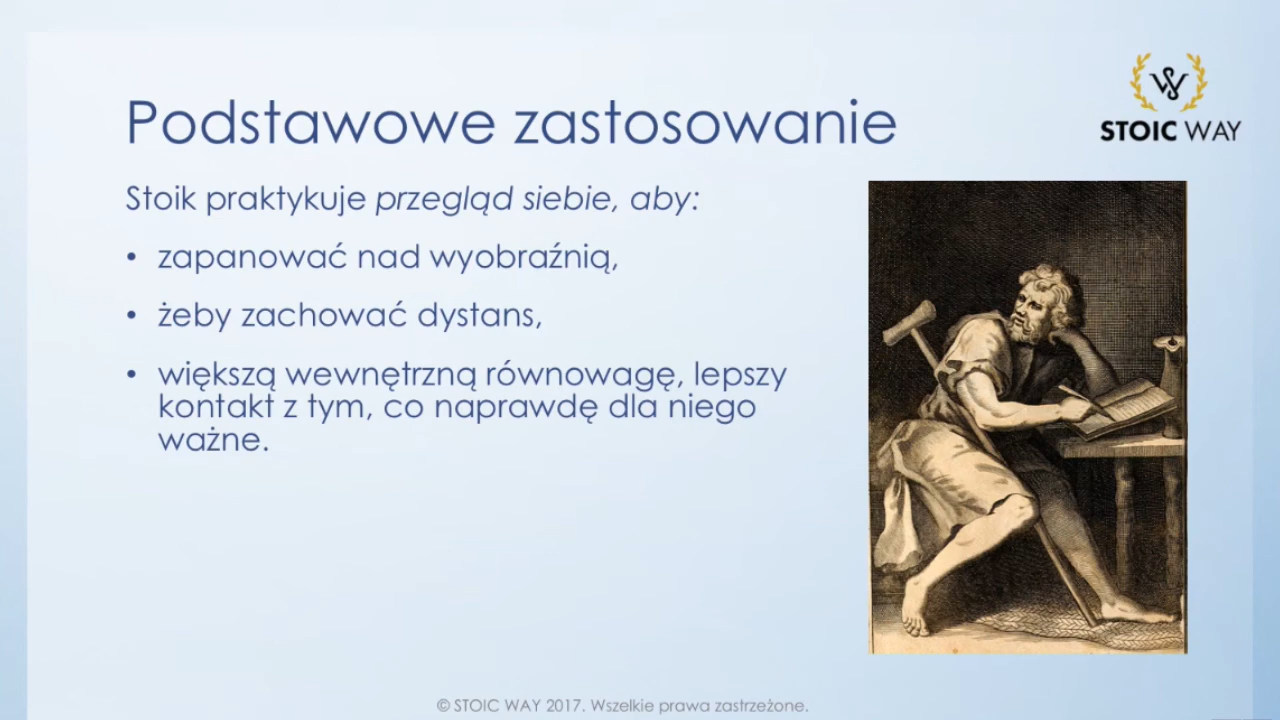 Podstawowe zastosowanie
STOIC WAY
Stoik praktykuje przegląd siebie, aby:
• zapanować nad wyobraźnią,
• żeby zachować dystans,
• większą wewnętrzną równowagę, lepszy
kontakt z tym, co naprawdę dla niego
ważne.
© STOIC WAY 2017. Wszelkie prawa zastrzeżone.